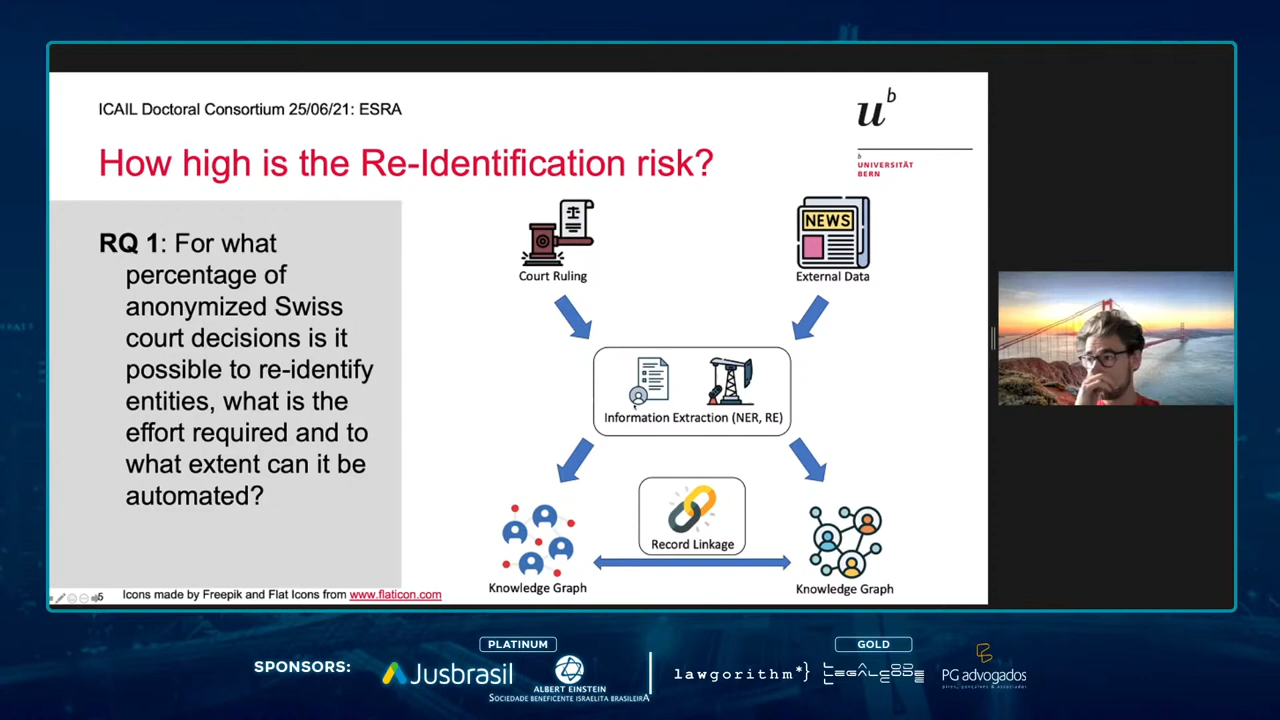 ICAIL Doctoral Consortium 25/06/21: ESRA
u
b
b
UNIVERSITÄT
BERN
How high is the Re-Identification risk?
RQ 1: For what
percentage of
anonymized Swiss
court decisions is it
possible to re-identify
entities, what is the
effort required and to
what extent can it be
automated?
NEWS
Court Ruling
External Data
Information Extraction (NER, RE)
Record Linkage
Knowledge Graph
Knowledge Graph
5
Icons made by Freepik and Flat Icons from www.flaticon.com
SPONSORS:
PLATINUM
Jusbrasil
ALBERT EINSTEIN
SOCIEDADE BENEFICENTE ISRAELITA BRASILEIRA
lawgorithm*}
GOLD
LEGALCODE
PG advogados